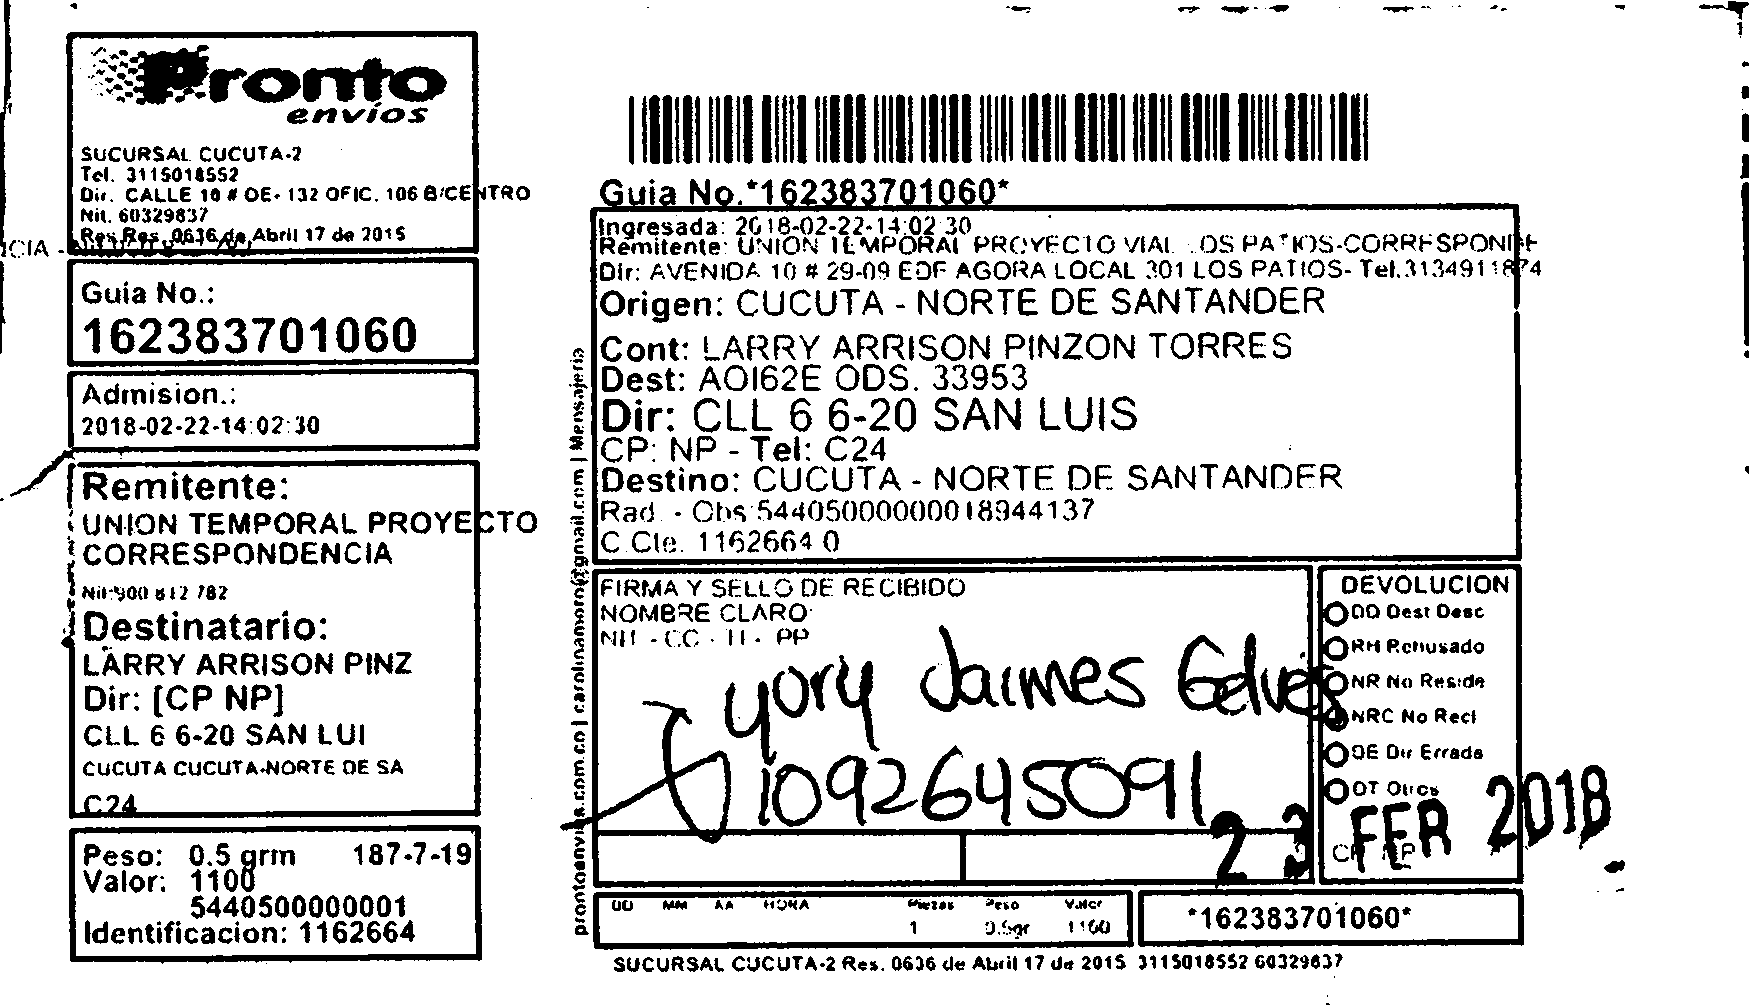 Pronto
envíos
SUCURSAL CUCUTA-2
Tel. 3115018552
Dir. CALLE 10 # OE- 132 OFIC. 106 B/CENTRO
Nit. 60329837
Res Res. 0636 de Abril 17 de 2015
Guia No.:
162383701060
Admision.:
2018-02-22-14:02:30
Remitente:
UNION TEMPORAL PROYECTO
CORRESPONDENCIA
Nit:900 812 782
Destinatario:
LARRY ARRISON PINZ
Dir: [CP NP]
CLL 6 6-20 SAN LUI
CUCUTA CUCUTA-NORTE DE SA
C24
Peso: 0.5 grm 187-7-19
Valor: 1100
5440500000001
Identificacion: 1162664
Guia No.*162383701060*
Ingresada: 2018-02-22-14:02:30
Remitente: UNION TEMPORAL PROYECTO VIAL LOS PATIOS-CORRESPONDE
Dir: AVENIDA 10 # 29-09 EDF AGORA LOCAL 301 LOS PATIOS- Tel.3134911874
Origen: CUCUTA - NORTE DE SANTANDER
Cont: LARRY ARRISON PINZON TORRES
Dest: AOI62E ODS. 33953
Dir: CLL 6 6-20 SAN LUIS
CP: NP - Tel: C24
Destino: CUCUTA - NORTE DE SANTANDER
Rad. - Obs:544050000000018944137
C.Cte. 1162664 0
FIRMA Y SELLO DE RECIBIDO
NOMBRE CLARO
NIT - CC - TI - PP
yory Jaimes Gelves
1092645091
23 FEB 2018
DEVOLUCION
DD Dest Desc
RH Rehusado
NR No Reside
NRC No Recl
DE Dir Errada
OT Otros
DD MM AA HORA Piezas Peso Valor
1 0.5gr 1100
*162383701060*
SUCURSAL CUCUTA-2 Res. 0636 de Abril 17 de 2015 3115018552 60329837